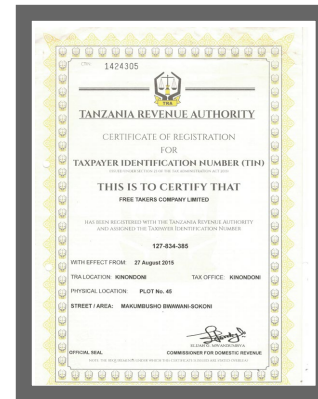 1424305
TRA
TANZANIA REVENUE AUTHORITY
CERTIFICATE OF REGISTRATION
FOR
TAXPAYER IDENTIFICATION NUMBER (TIN)
THIS IS TO CERTIFY THAT
FREE TAKERS COMPANY LIMITED
HAS BEEN REGISTERED WITH THE TANZANIA REVENUE AUTHORITY
AND ASSIGNED THE TAXPAYER IDENTIFICATION NUMBER
127-834-385
WITH EFFECT FROM: 27 August 2015
TRA LOCATION: KINONDONI TAX OFFICE: KINONDONI
PHYSICAL LOCATION: PLOT No. 45
STREET / AREA: MAKUMBUSHO BWAWANI-SOKONI
OFFICIAL SEAL COMMISSIONER FOR DOMESTIC REVENUE